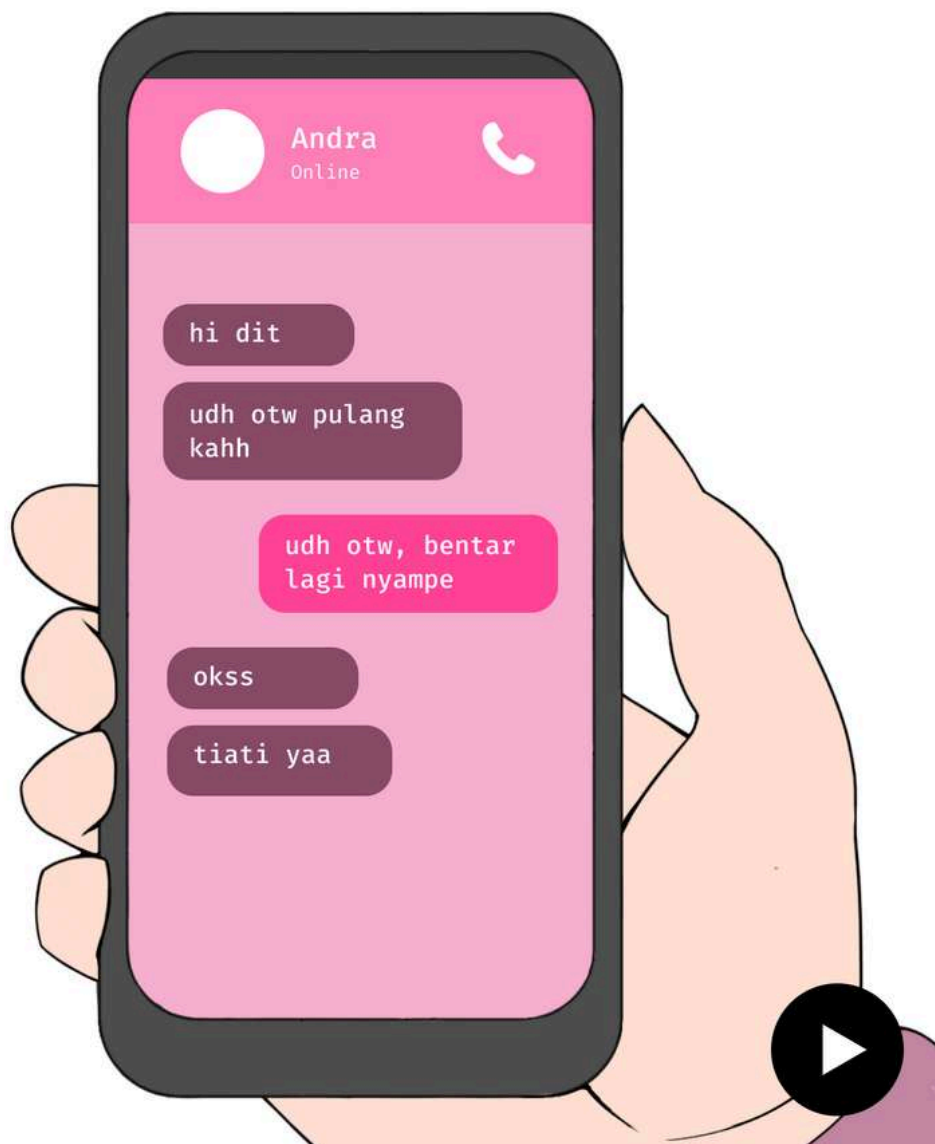 Andra
Online
hi dit
udh otw pulang
kahh
udh otw, bentar
lagi nyampe
okss
tiati yaa